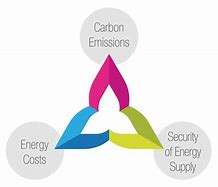 Carbon
Emissions
Energy
Costs
Security
of Energy
Supply